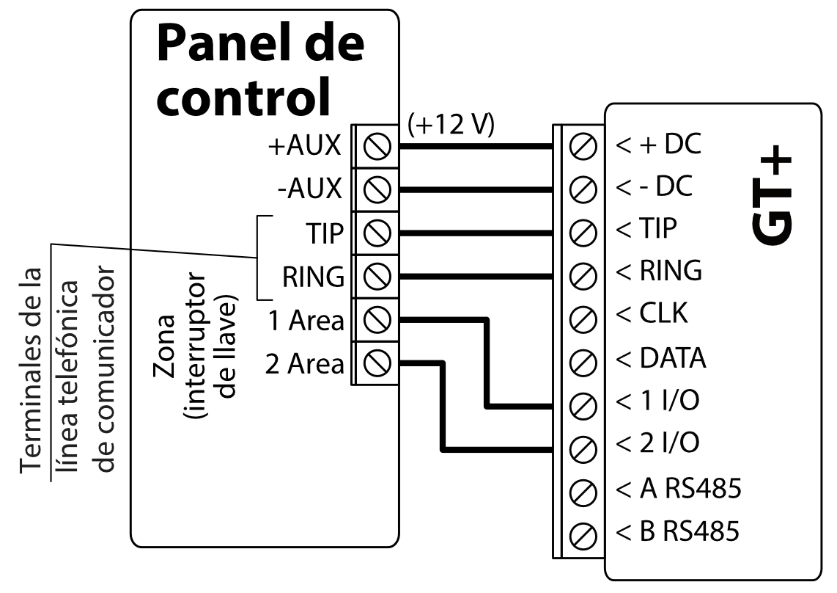 Panel de
control
(+12 V)
+AUX
-AUX
TIP
RING
1 Area
2 Area
Terminales de la
línea telefónica
de comunicador
Zona
(interruptor
de llave)
GT+
< + DC
< - DC
< TIP
< RING
< CLK
< DATA
< 1 I/O
< 2 I/O
< A RS485
< B RS485